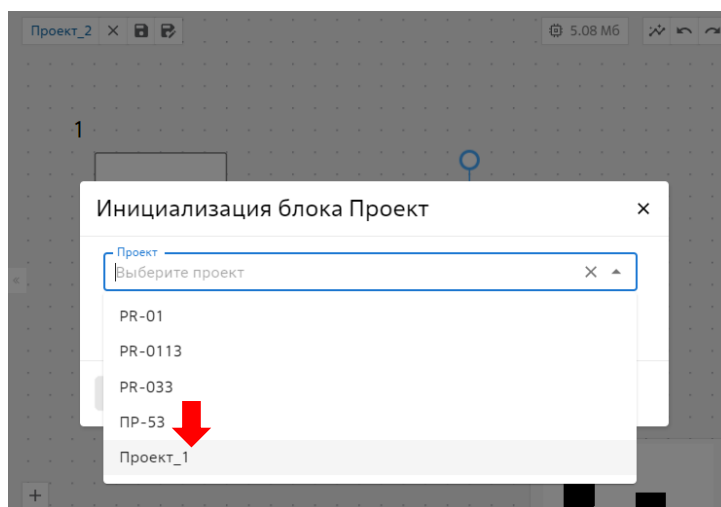 Проект_2
5.08 Мб
1
Инициализация блока Проект
Проект
Выберите проект
PR-01
PR-0113
PR-033
ПР-53
Проект_1